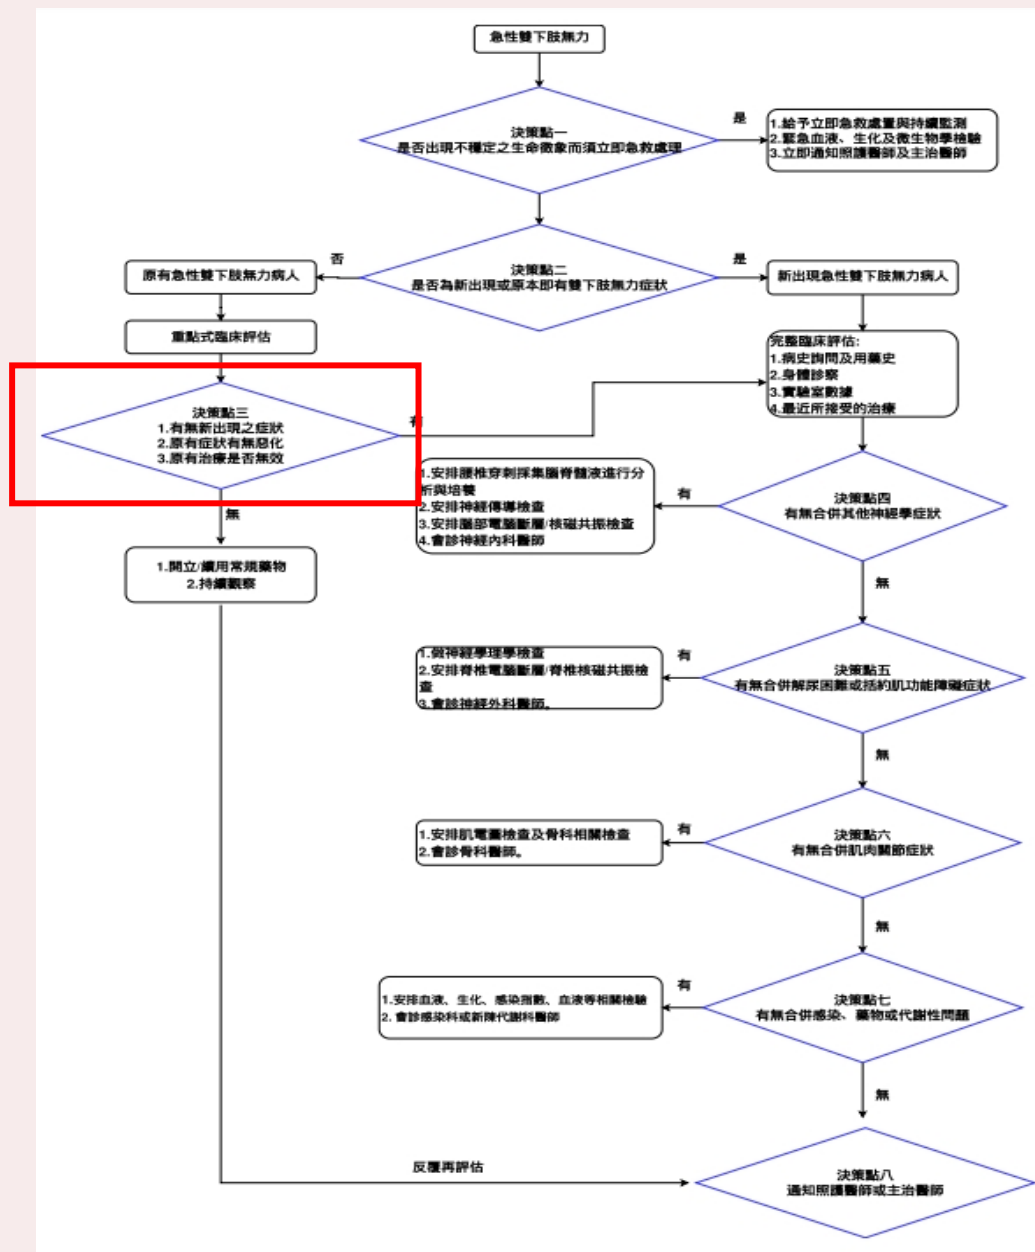 急性雙下肢無力
決策點一
是否出現不穩定之生命徵象而須立即急救處理
是
1.給予立即急救處置與持續監測
2.緊急血液、生化及微生物學檢驗
3.立即通知照護醫師及主治醫師
決策點二
是否為新出現或原本即有雙下肢無力症狀
否
是
原有急性雙下肢無力病人
新出現急性雙下肢無力病人
重點式臨床評估
完整臨床評估:
1.病史詢問及用藥史
2.身體診察
3.實驗室數據
4.最近所接受的治療
決策點三
1.有無新出現之症狀
2.原有症狀有無惡化
3.原有治療是否無效
有
無
1.開立/續用常規藥物
2.持續觀察
決策點四
有無合併其他神經學症狀
有
1.安排腰椎穿刺採集腦脊髓液進行分
析與培養
2.安排神經傳導檢查
3.安排腦部電腦斷層/核磁共振檢查
4.會診神經內科醫師
無
決策點五
有無合併解尿困難或括約肌功能障礙症狀
有
1.做神經學理學檢查
2.安排脊椎電腦斷層/脊椎核磁共振檢
查
3.會診神經外科醫師。
無
決策點六
有無合併肌肉關節症狀
有
1.安排肌電圖檢查及骨科相關檢查
2.會診骨科醫師。
無
決策點七
有無合併感染、藥物或代謝性問題
有
1.安排血液、生化、感染指數、血液等相關檢驗
2. 會診感染科或新陳代謝科醫師
無
反覆再評估
決策點八
通知照護醫師或主治醫師